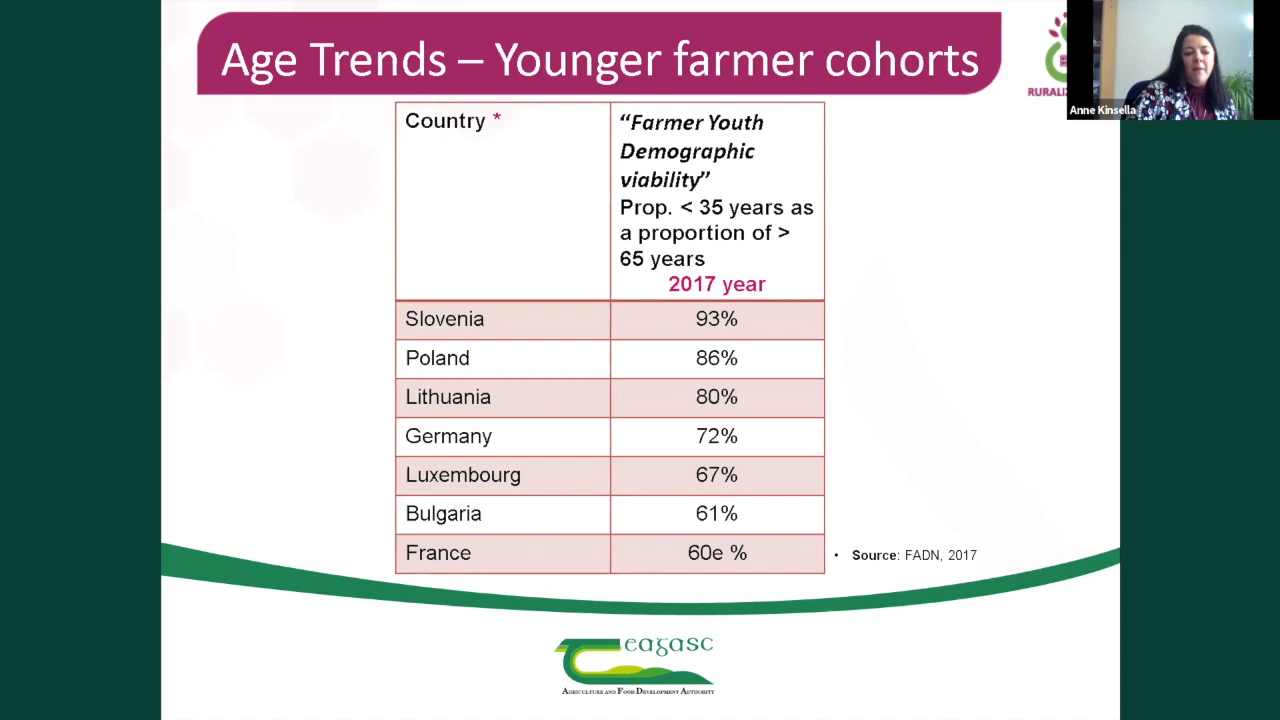 Age Trends – Younger farmer cohorts
RURALIZ
Anne Kinsella
Country *
“Farmer Youth
Demographic
viability”
Prop. < 35 years as
a proportion of >
65 years
2017 year
Slovenia 93%
Poland 86%
Lithuania 80%
Germany 72%
Luxembourg 67%
Bulgaria 61%
France 60e %
• Source: FADN, 2017
teagasc
AGRICULTURE AND FOOD DEVELOPMENT AUTHORITY